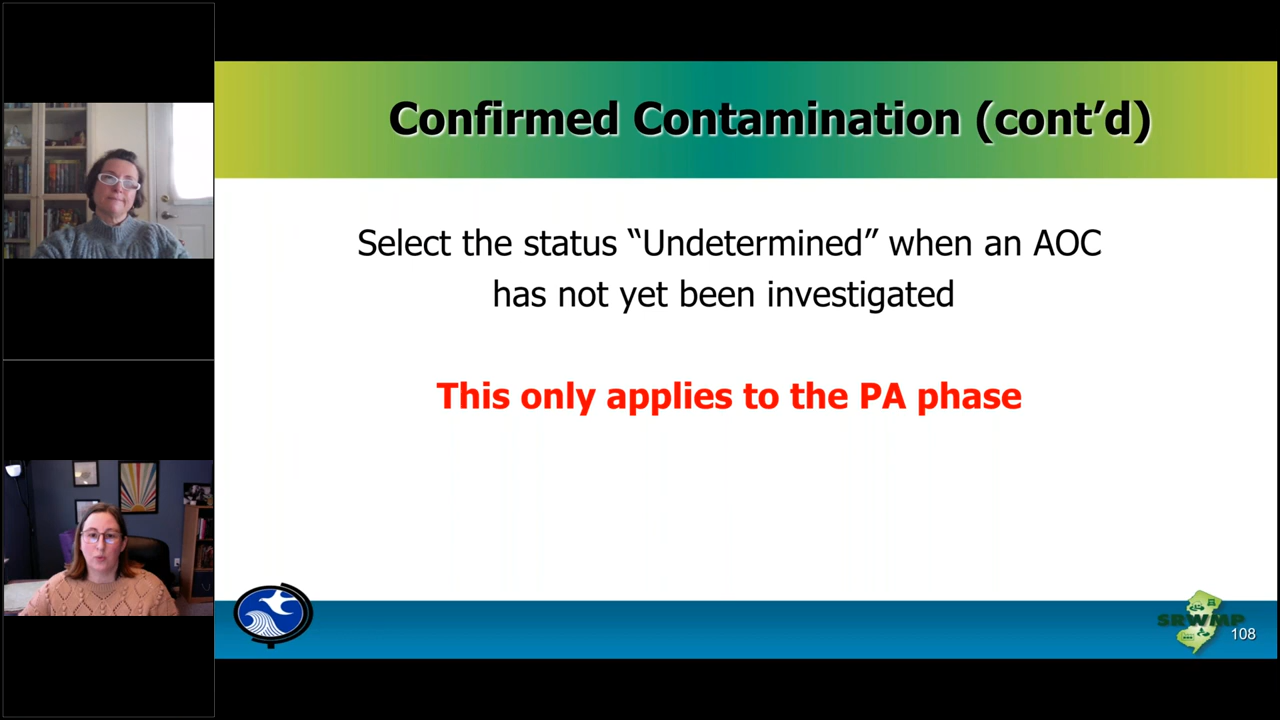 Confirmed Contamination (cont’d)
Select the status “Undetermined” when an AOC
has not yet been investigated
This only applies to the PA phase
SRWMP
108